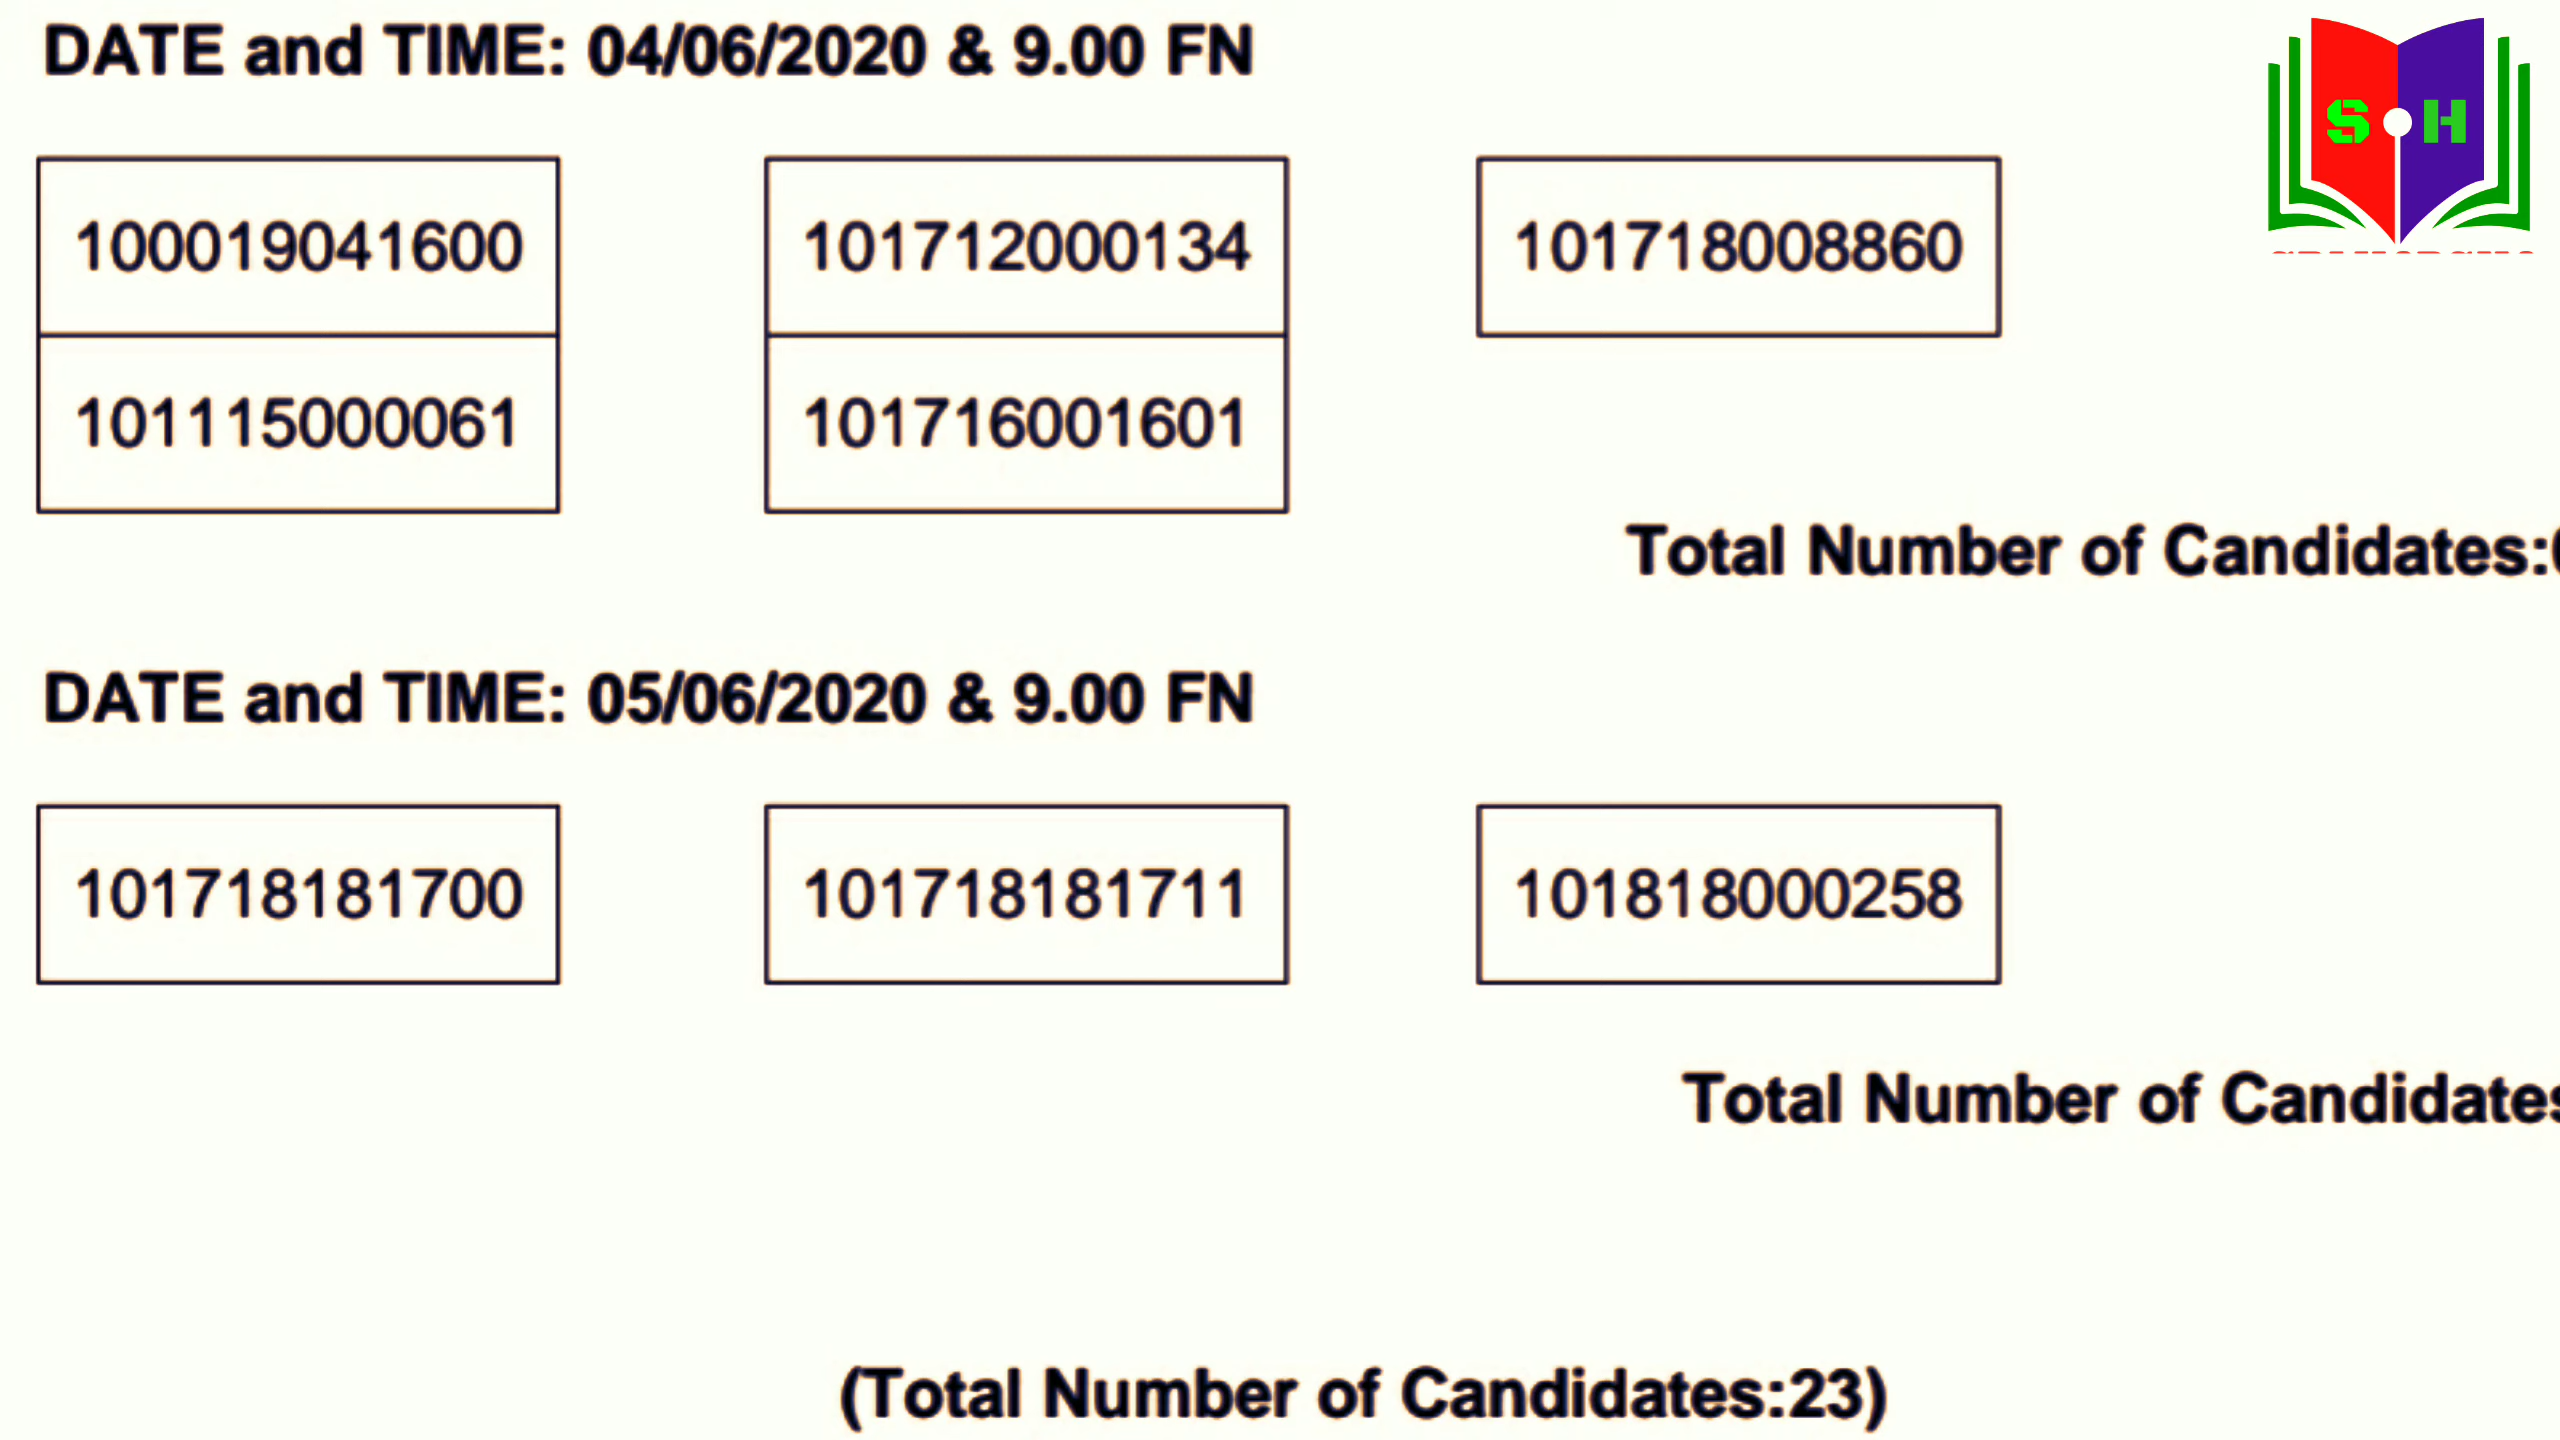 DATE and TIME: 04/06/2020 & 9.00 FN
S H
100019041600 101712000134 101718008860
101115000061 101716001601
Total Number of Candidates:
DATE and TIME: 05/06/2020 & 9.00 FN
101718181700 101718181711 101818000258
Total Number of Candidates
(Total Number of Candidates:23)